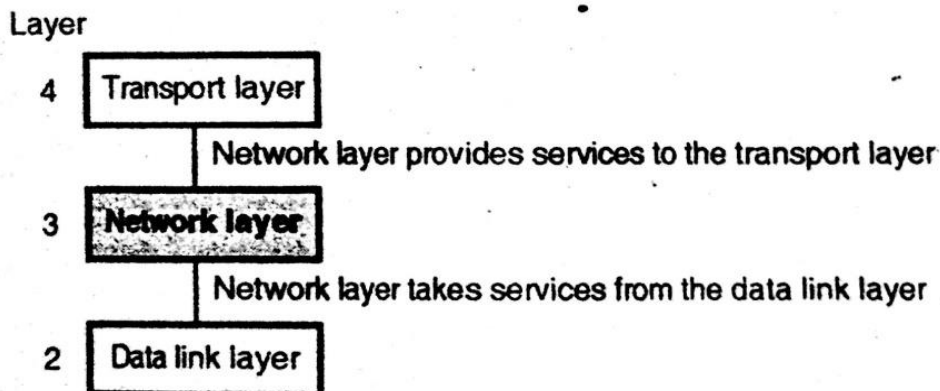 Layer
4 Transport layer
Network layer provides services to the transport layer
3 Network layer
Network layer takes services from the data link layer
2 Data link layer